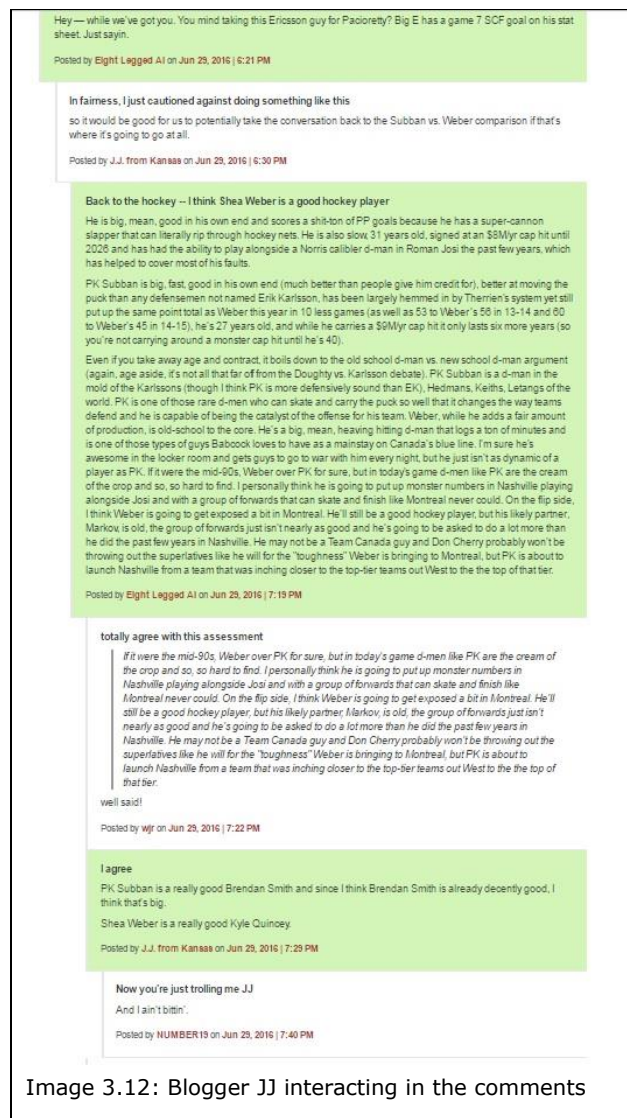 Hey — while we've got you. You mind taking this Ericsson guy for Pacioretty? Big E has a game 7 SCF goal on his stat
sheet. Just sayin.
Posted by Eight Legged Al on Jun 29, 2016 | 6:21 PM
In fairness, I just cautioned against doing something like this
so it would be good for us to potentially take the conversation back to the Subban vs. Weber comparison if that's
where it's going to go at all.
Posted by J.J. from Kansas on Jun 29, 2016 | 6:30 PM
Back to the hockey -- I think Shea Weber is a good hockey player
He is big, mean, good in his own end and scores a shit-ton of PP goals because he has a super-cannon
slapper that can literally rip through hockey nets. He is also slow, 31 years old, signed at an $8M/yr cap hit until
2026 and has had the ability to play alongside a Norris calibler d-man in Roman Josi the past few years, which
has helped to cover most of his faults.
PK Subban is big, fast, good in his own end (much better than people give him credit for), better at moving the
puck than any defensemen not named Erik Karlsson, has been largely hemmed in by Therrien's system yet still
put up the same point total as Weber this year in 10 less games (as well as 53 to Weber's 56 in 13-14 and 60
to Weber's 45 in 14-15), he's 27 years old, and while he carries a $9M/yr cap hit it only lasts six more years (so
you're not carrying around a monster cap hit until he's 40).
Even if you take away age and contract, it boils down to the old school d-man vs. new school d-man argument
(again, age aside, it's not all that far off from the Doughty vs. Karlsson debate). PK Subban is a d-man in the
mold of the Karlssons (though I think PK is more defensively sound than EK), Hedmans, Keiths, Letangs of the
world. PK is one of those rare d-men who can skate and carry the puck so well that it changes the way teams
defend and he is capable of being the catalyst of the offense for his team. Weber, while he adds a fair amount
of production, is old-school to the core. He's a big, mean, heavy hitting d-man that logs a ton of minutes and
is one of those types of guys Babcock loves to have as a mainstay on Canada's blue line. I'm sure he's
awesome in the locker room and gets guys to go to war with him every night, but he just isn't as dynamic of a
player as PK. If it were the mid-90s, Weber over PK for sure, but in today's game d-men like PK are the cream
of the crop and so, so hard to find. I personally think he is going to put up monster numbers in Nashville playing
alongside Josi and with a group of forwards that can skate and finish like Montreal never could. On the flip side,
I think Weber is going to get exposed a bit in Montreal. He'll still be a good hockey player, but his likely partner,
Markov, is old, the group of forwards just isn't nearly as good and he's going to be asked to do a lot more than
he did the past few years in Nashville. He may not be a Team Canada guy and Don Cherry probably won't be
throwing out the superlatives like he will for the "toughness" Weber is bringing to Montreal, but PK is about to
launch Nashville from a team that was inching closer to the top-tier teams out West to the the top of that tier.
Posted by Eight Legged Al on Jun 29, 2016 | 7:19 PM
totally agree with this assessment
If it were the mid-90s, Weber over PK for sure, but in today's game d-men like PK are the cream of
the crop and so, so hard to find. I personally think he is going to put up monster numbers in
Nashville playing alongside Josi and with a group of forwards that can skate and finish like
Montreal never could. On the flip side, I think Weber is going to get exposed a bit in Montreal. He'll
still be a good hockey player, but his likely partner, Markov, is old, the group of forwards just isn't
nearly as good and he's going to be asked to do a lot more than he did the past few years in
Nashville. He may not be a Team Canada guy and Don Cherry probably won't be throwing out the
superlatives like he will for the "toughness" Weber is bringing to Montreal, but PK is about to
launch Nashville from a team that was inching closer to the top-tier teams out West to the the top of
that tier.
well said!
Posted by wjr on Jun 29, 2016 | 7:22 PM
I agree
PK Subban is a really good Brendan Smith and since I think Brendan Smith is already decently good, I
think that's big.
Shea Weber is a really good Kyle Quincey.
Posted by J.J. from Kansas on Jun 29, 2016 | 7:29 PM
Now you're just trolling me JJ
And I ain't bittin'.
Posted by NUMBER19 on Jun 29, 2016 | 7:40 PM
Image 3.12: Blogger JJ interacting in the comments